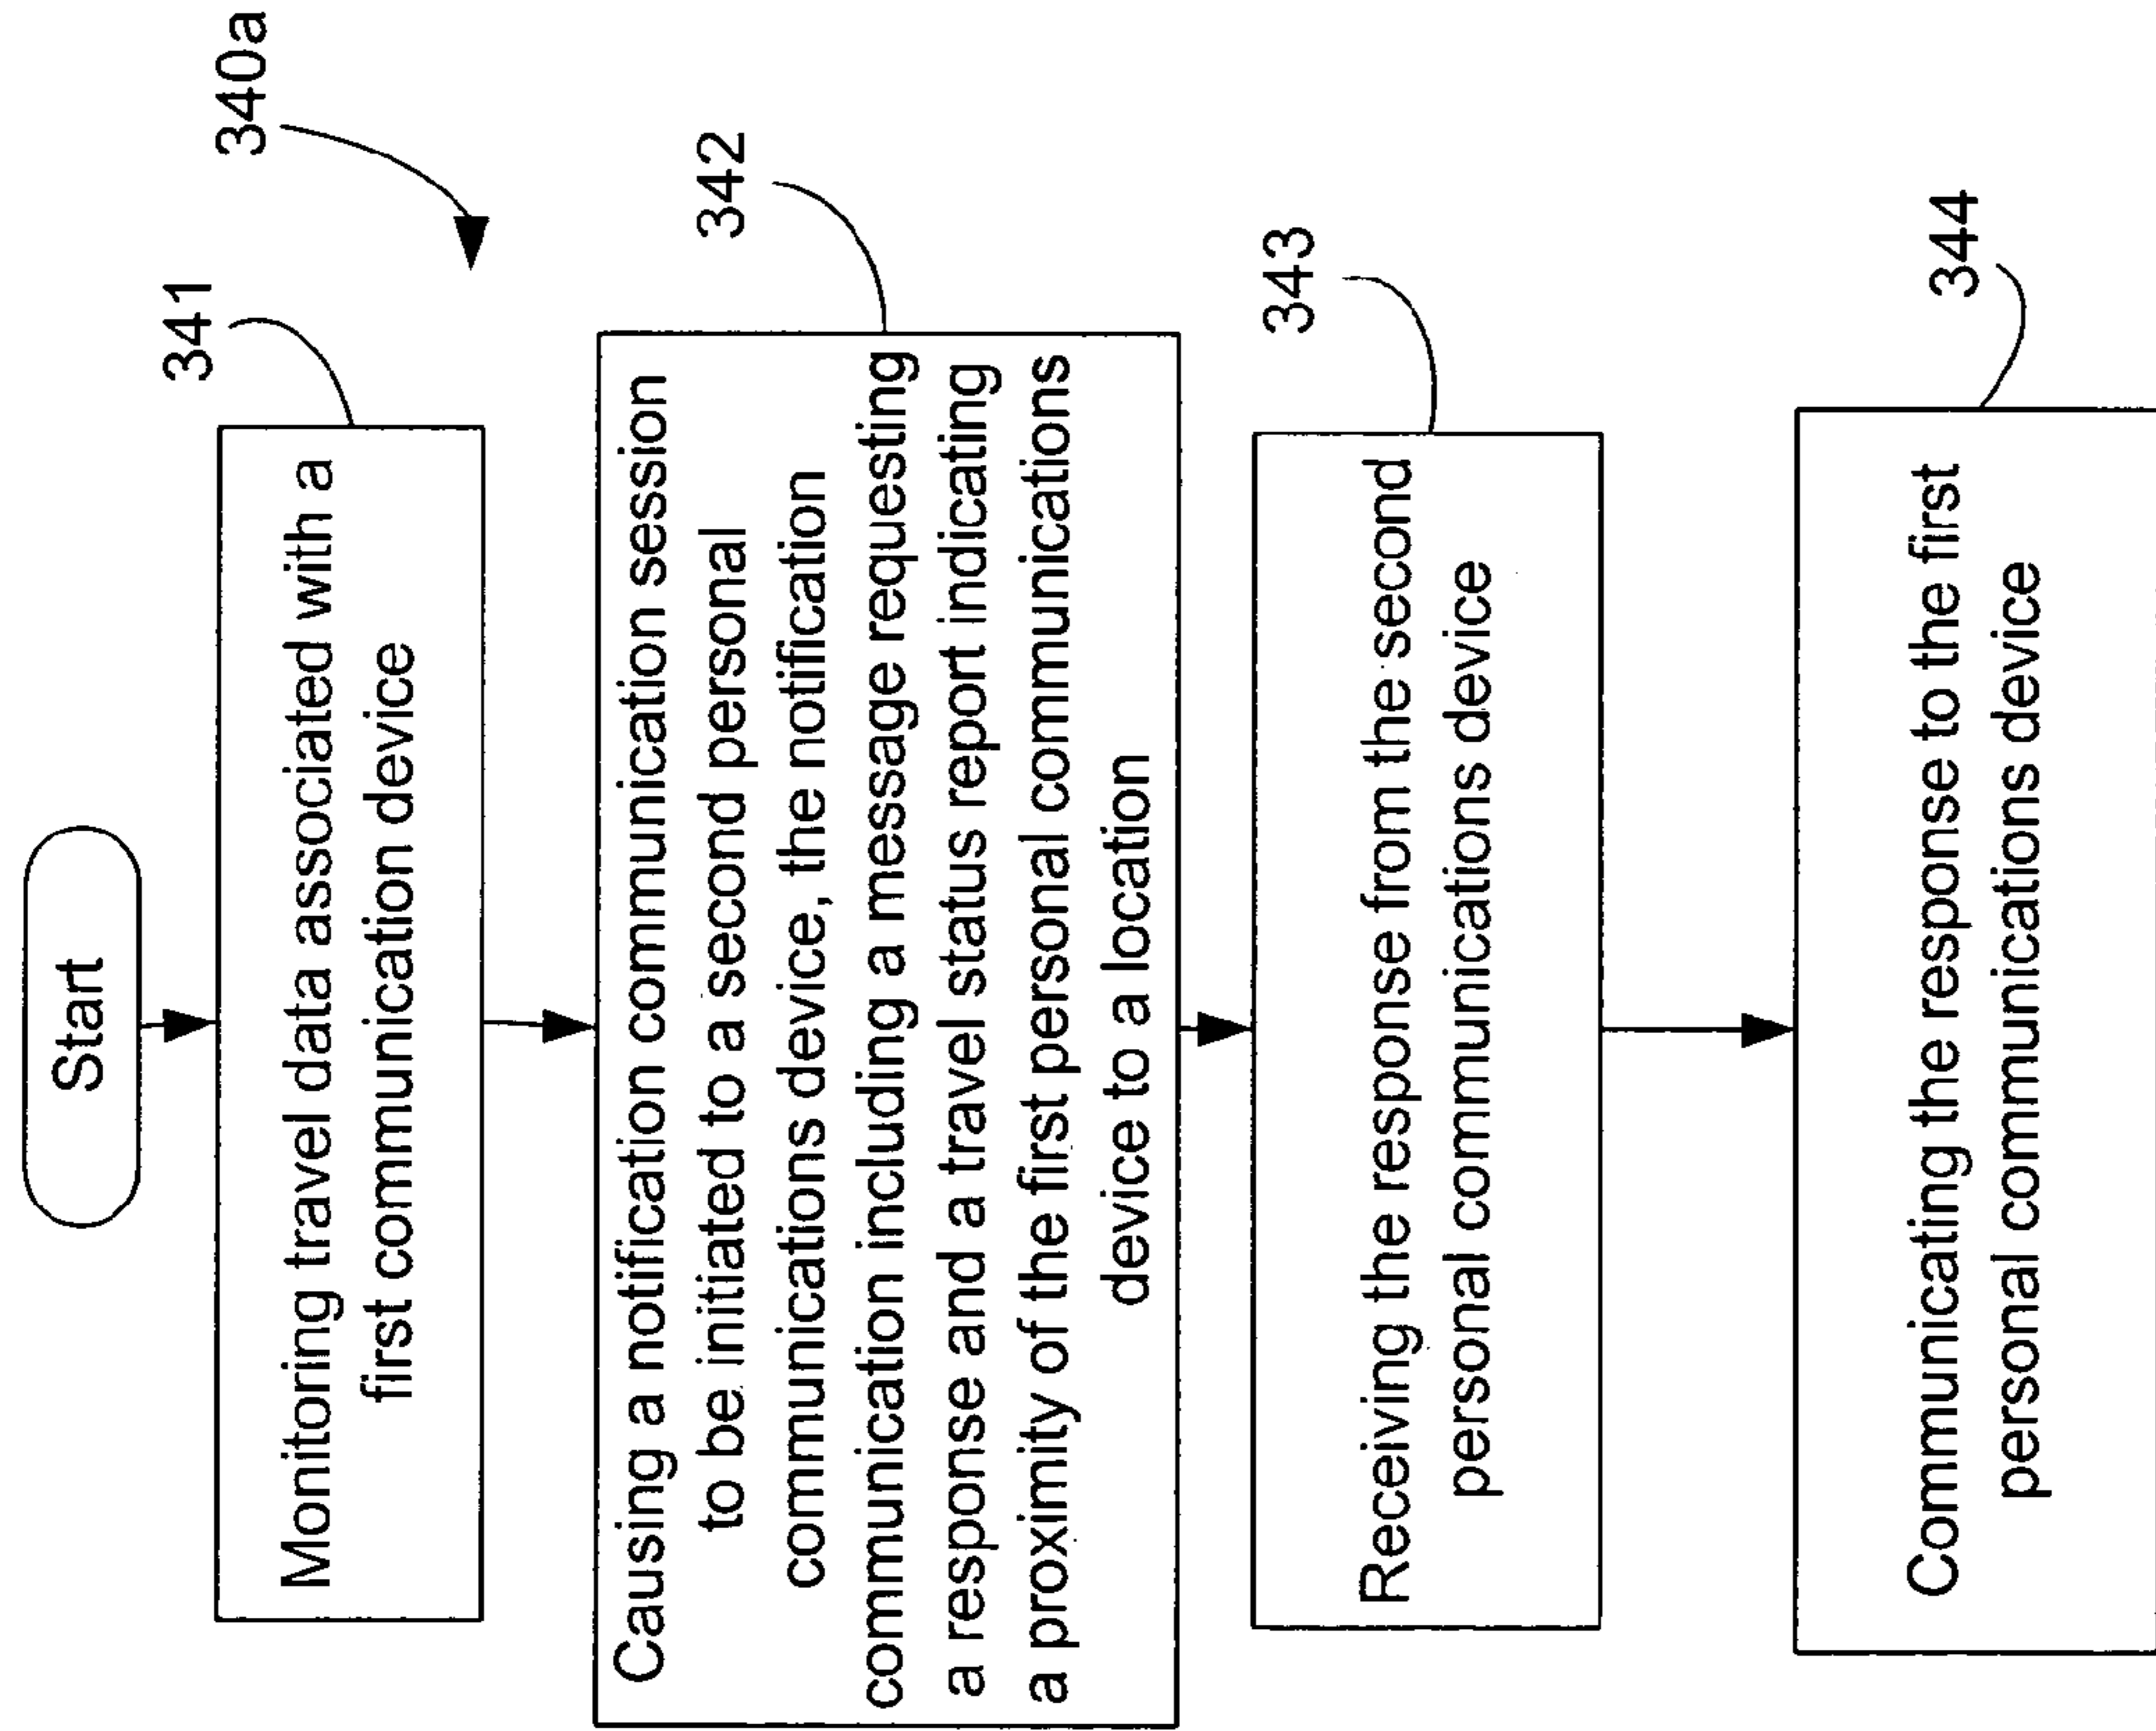 Start
340a
341
Monitoring travel data associated with a
first communication device
342
Causing a notification communication session
to be initiated to a second personal
communications device, the notification
communication including a message requesting
a response and a travel status report indicating
a proximity of the first personal communications
device to a location
343
Receiving the response from the second
personal communications device
344
Communicating the response to the first
personal communications device